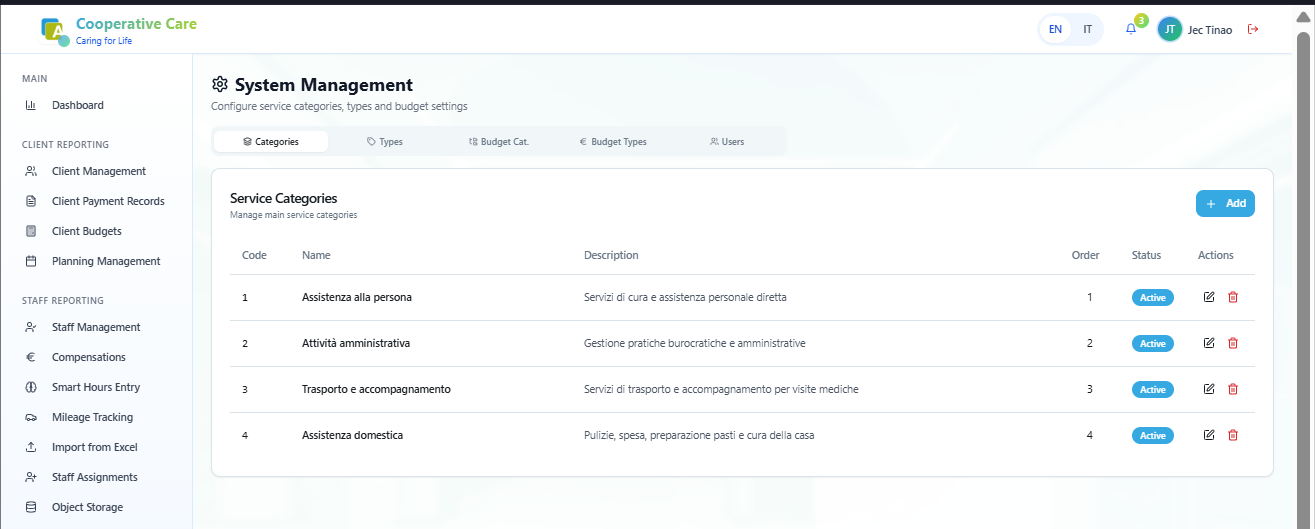 Cooperative Care
Caring for Life
EN IT
3
JT Jec Tinao
MAIN
Dashboard
CLIENT REPORTING
Client Management
Client Payment Records
Client Budgets
Planning Management
STAFF REPORTING
Staff Management
Compensations
Smart Hours Entry
Mileage Tracking
Import from Excel
Staff Assignments
Object Storage
System Management
Configure service categories, types and budget settings
Categories Types Budget Cat. € Budget Types Users
Service Categories
Manage main service categories
+ Add
Code Name Description Order Status Actions
1 Assistenza alla persona Servizi di cura e assistenza personale diretta 1 Active
2 Attività amministrativa Gestione pratiche burocratiche e amministrative 2 Active
3 Trasporto e accompagnamento Servizi di trasporto e accompagnamento per visite mediche 3 Active
4 Assistenza domestica Pulizie, spesa, preparazione pasti e cura della casa 4 Active